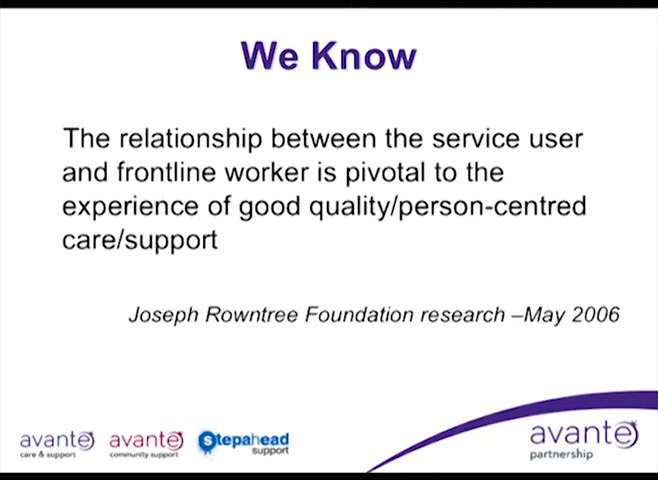 We Know
The relationship between the service user
and frontline worker is pivotal to the
experience of good quality/person-centred
care/support
Joseph Rowntree Foundation research –May 2006
avante
care & support
avante
community support
stepahead
support
avante
partnership